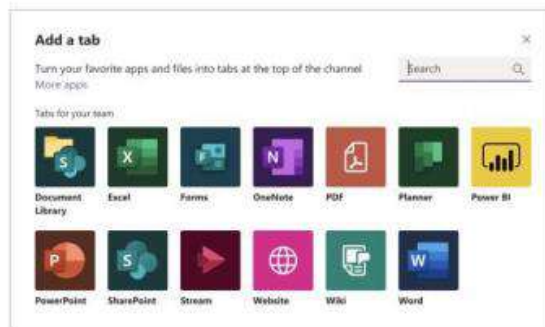 Add a tab
Turn your favorite apps and files into tabs at the top of the channel
Search
More apps
Tabs for your team
S
X
F
N
Document Library
Excel
Forms
OneNote
PDF
Planner
Power BI
P
S
W
PowerPoint
SharePoint
Stream
Website
Wiki
Word